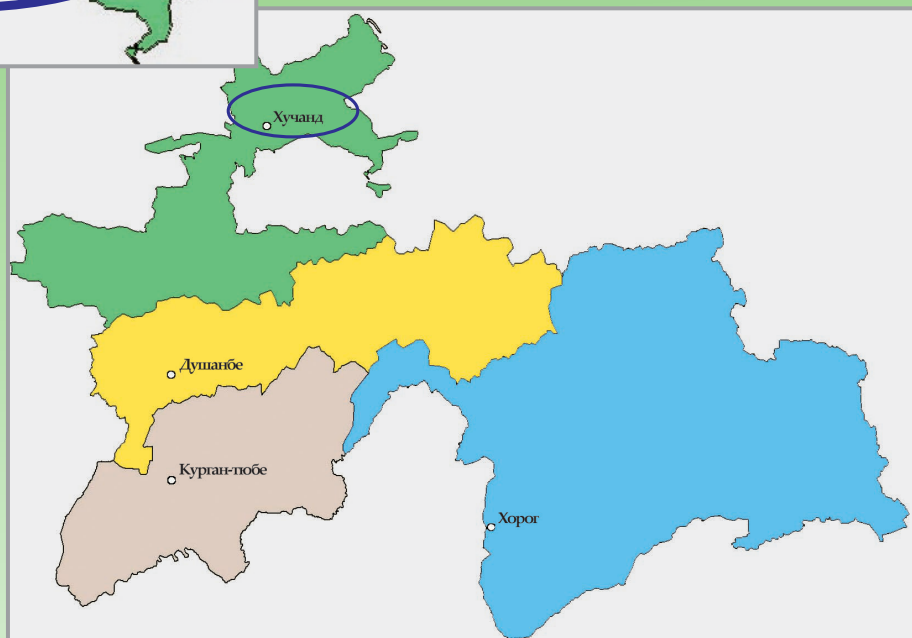 Хучанд
Душанбе
Курган-тюбе
Хорог